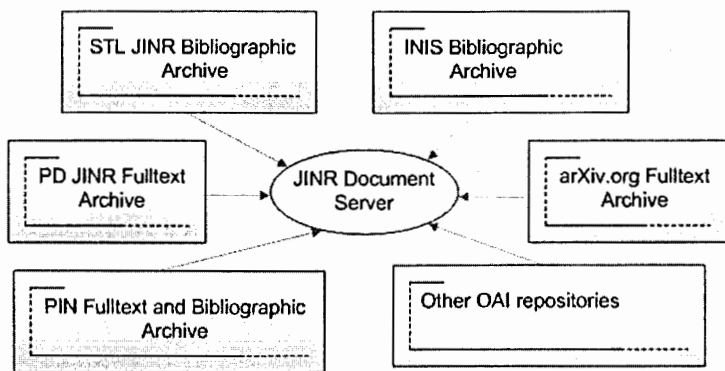 STL JINR Bibliographic
Archive
INIS Bibliographic
Archive
PD JINR Fulltext
Archive
JINR Document
Server
arXiv.org Fulltext
Archive
PIN Fulltext and Bibliographic
Archive
Other OAI repositories